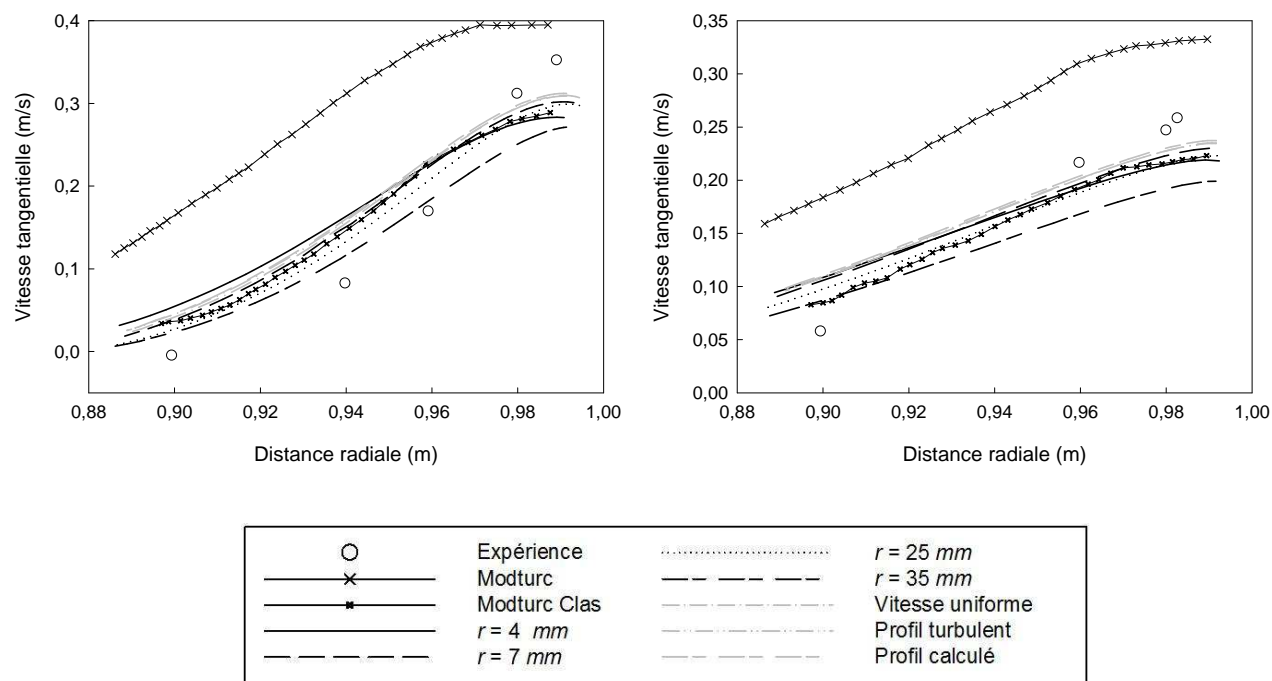 Vitesse tangentielle (m/s)
0,4
0,3
0,2
0,1
0,0
0,88 0,90 0,92 0,94 0,96 0,98 1,00
Distance radiale (m)
Vitesse tangentielle (m/s)
0,35
0,30
0,25
0,20
0,15
0,10
0,05
0,00
0,88 0,90 0,92 0,94 0,96 0,98 1,00
Distance radiale (m)
Expérience
Modturc
Modturc Clas
r = 4 mm
r = 7 mm
r = 25 mm
r = 35 mm
Vitesse uniforme
Profil turbulent
Profil calculé